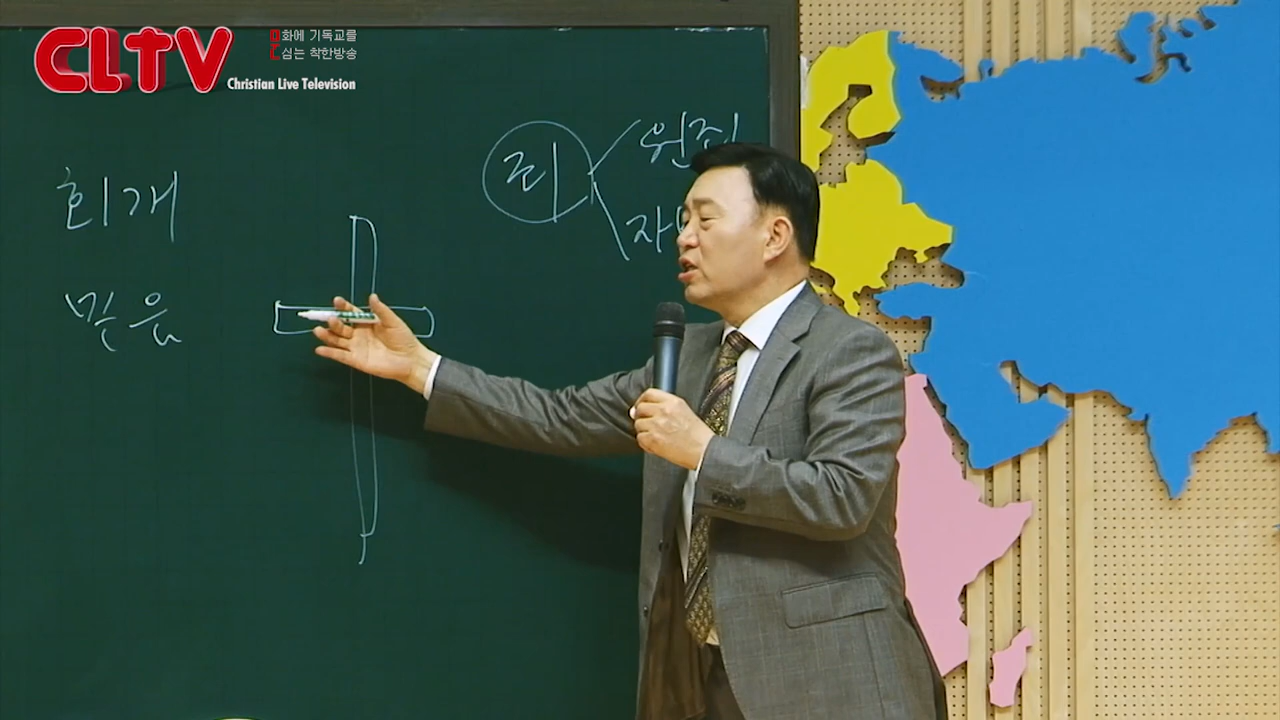 CLTV
문화에 기독교를
심는 착한방송
Christian Live Television
회개
믿음
죄
원죄
자